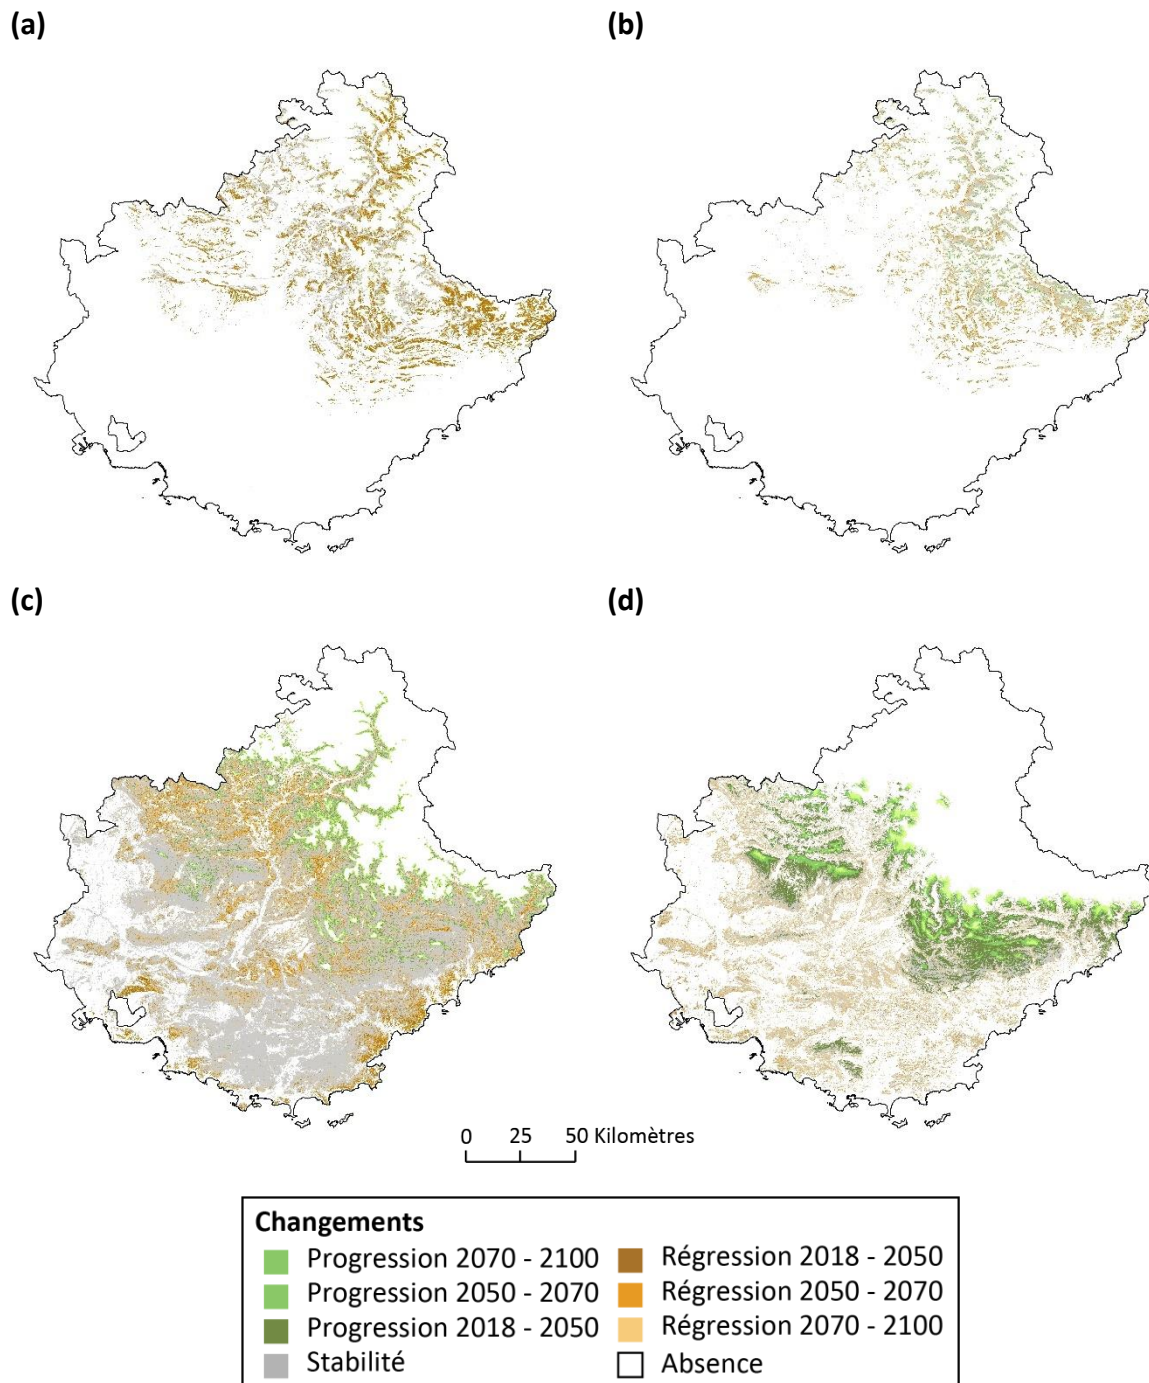 (a)
(b)
(c)
(d)
0 25 50 Kilomètres
Changements
Progression 2070 - 2100
Régression 2018 - 2050
Progression 2050 - 2070
Régression 2050 - 2070
Progression 2018 - 2050
Régression 2070 - 2100
Stabilité
Absence